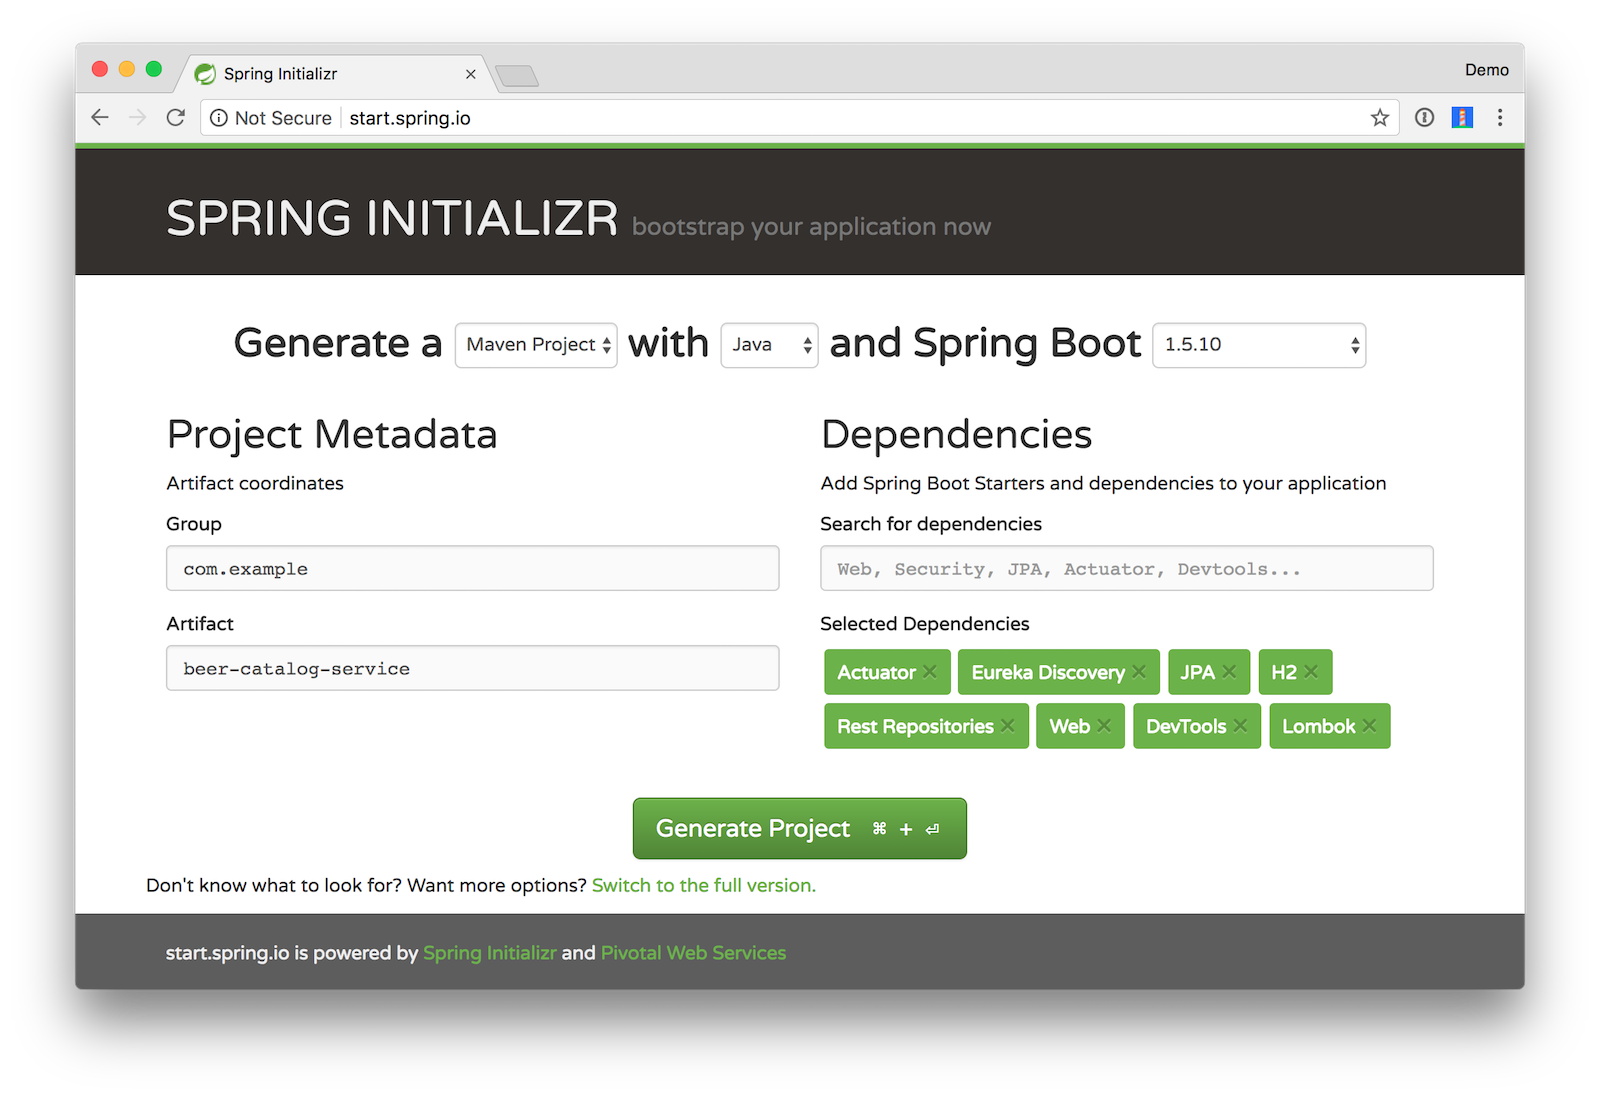 Spring Initializr
Demo
Not Secure start.spring.io
SPRING INITIALIZR bootstrap your application now
Generate a Maven Project with Java and Spring Boot 1.5.10
Project Metadata
Artifact coordinates
Group
com.example
Artifact
beer-catalog-service
Dependencies
Add Spring Boot Starters and dependencies to your application
Search for dependencies
Web, Security, JPA, Actuator, Devtools...
Selected Dependencies
Actuator × Eureka Discovery × JPA × H2 ×
Rest Repositories × Web × DevTools × Lombok ×
Generate Project ⌘ + ⏎
Don't know what to look for? Want more options? Switch to the full version.
start.spring.io is powered by Spring Initializr and Pivotal Web Services